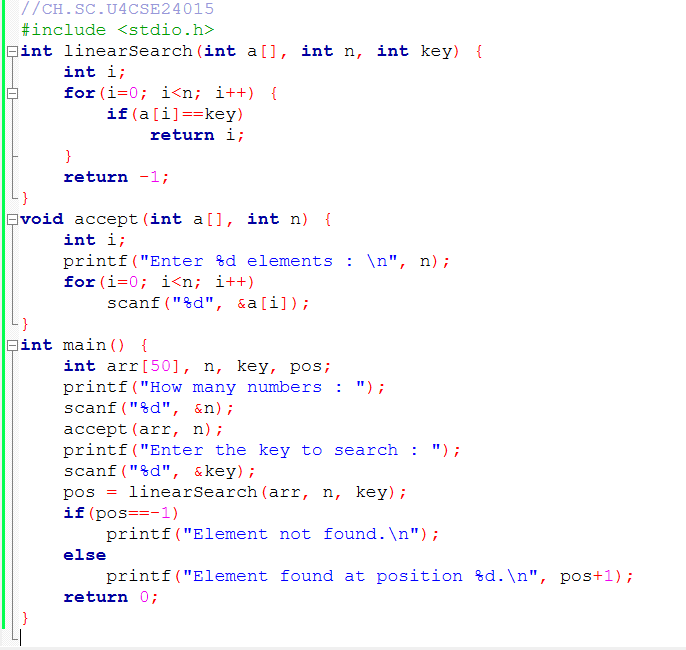 //CH.SC.U4CSE24015
#include <stdio.h>
int linearSearch(int a[], int n, int key) {
    int i;
    for(i=0; i<n; i++) {
        if(a[i]==key)
            return i;
    }
    return -1;
}
void accept(int a[], int n) {
    int i;
    printf("Enter %d elements : \n", n);
    for(i=0; i<n; i++)
        scanf("%d", &a[i]);
}
int main() {
    int arr[50], n, key, pos;
    printf("How many numbers : ");
    scanf("%d", &n);
    accept(arr, n);
    printf("Enter the key to search : ");
    scanf("%d", &key);
    pos = linearSearch(arr, n, key);
    if(pos==-1)
        printf("Element not found.\n");
    else
        printf("Element found at position %d.\n", pos+1);
    return 0;
}